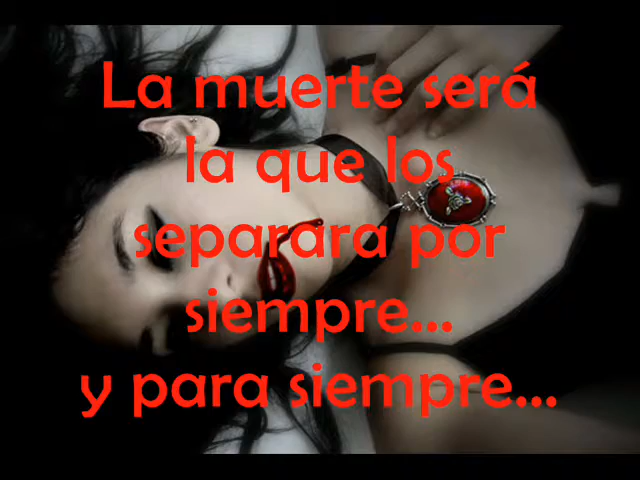 La muerte será
la que los
separara por
siempre...
y para siempre...